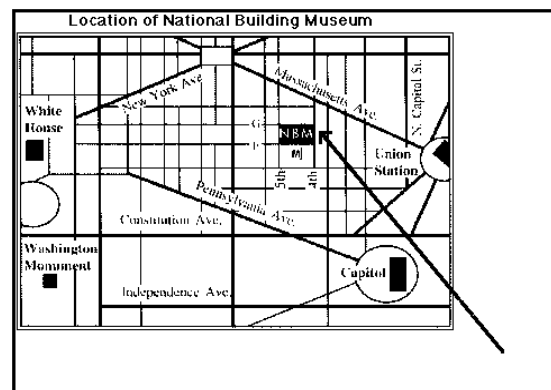 Location of National Building Museum
New York Ave
Massachusetts Ave.
N. Capital St.
White
House
G
F
NBM
M
Union
Station
5th
4th
Pennsylvania Ave.
Constitution Ave.
Washington
Monument
Capitol
Independence Ave.